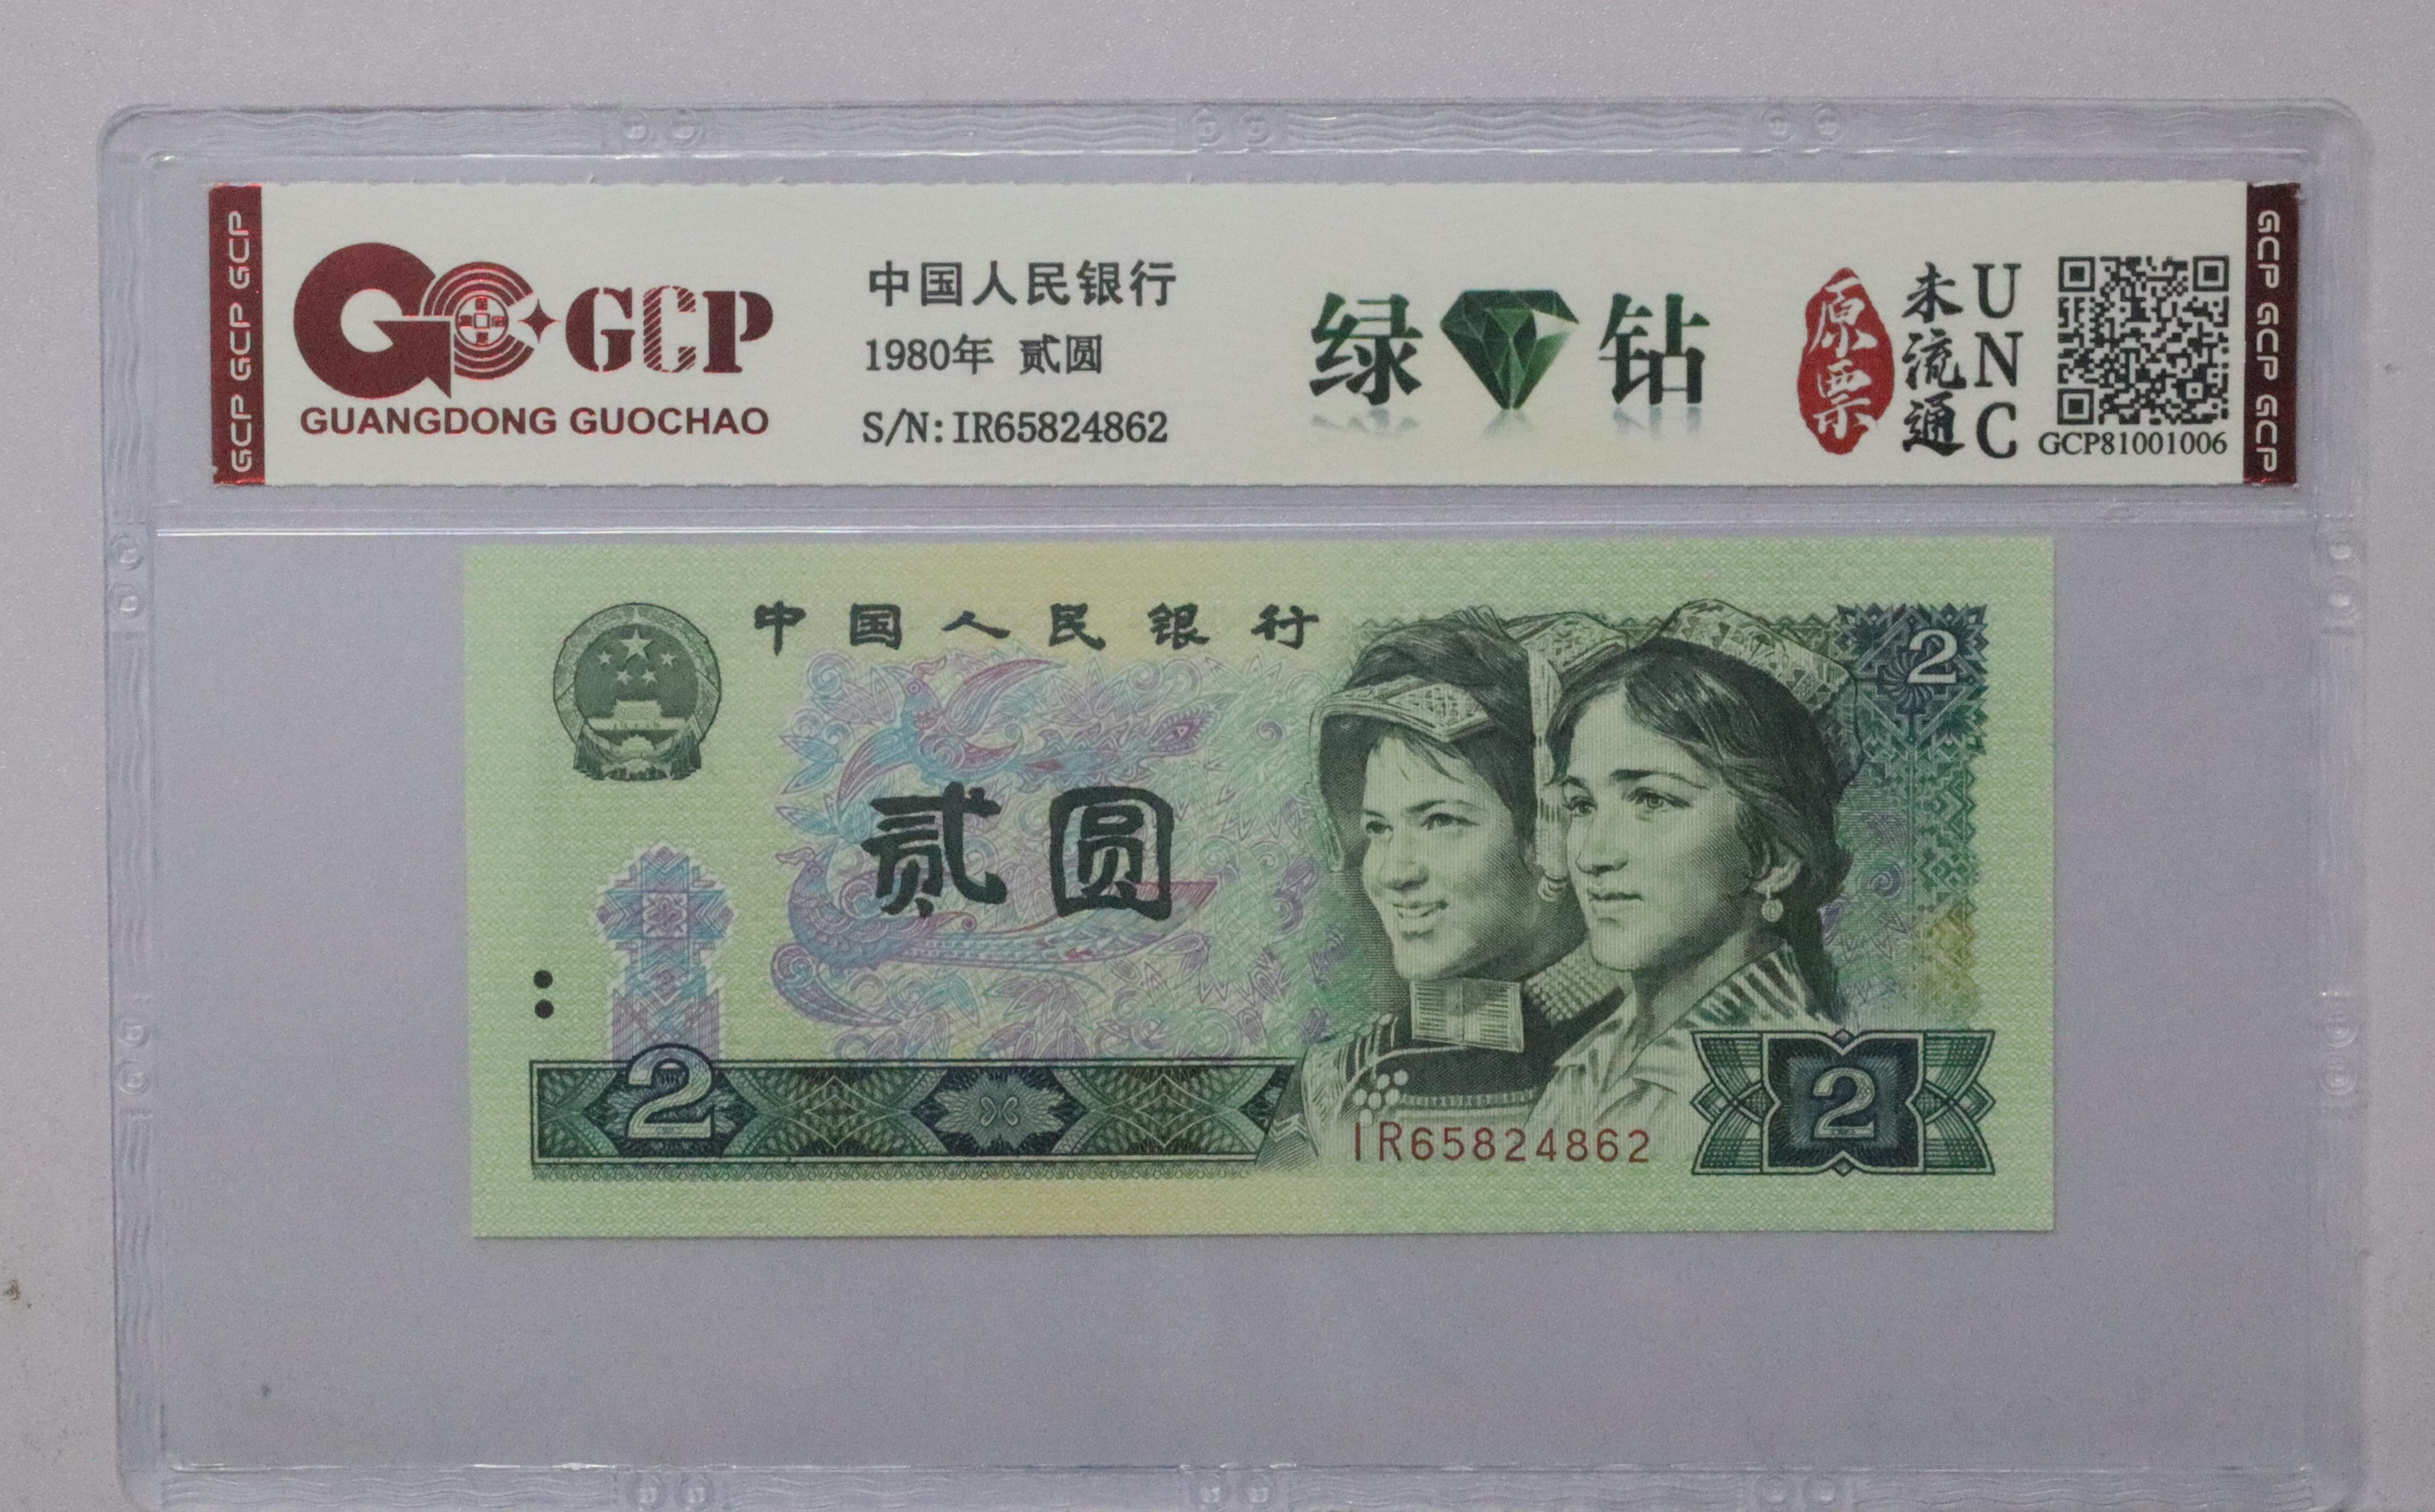 GCP GCP GCP
GCP
GUANGDONG GUOCHAO
中国人民银行
1980年 贰圆
S/N:IR65824862
绿钻
原票
未流通
UNC
GCP81001006
GCP GCP GCP
中国人民银行
2
贰圆
2
IR65824862
2